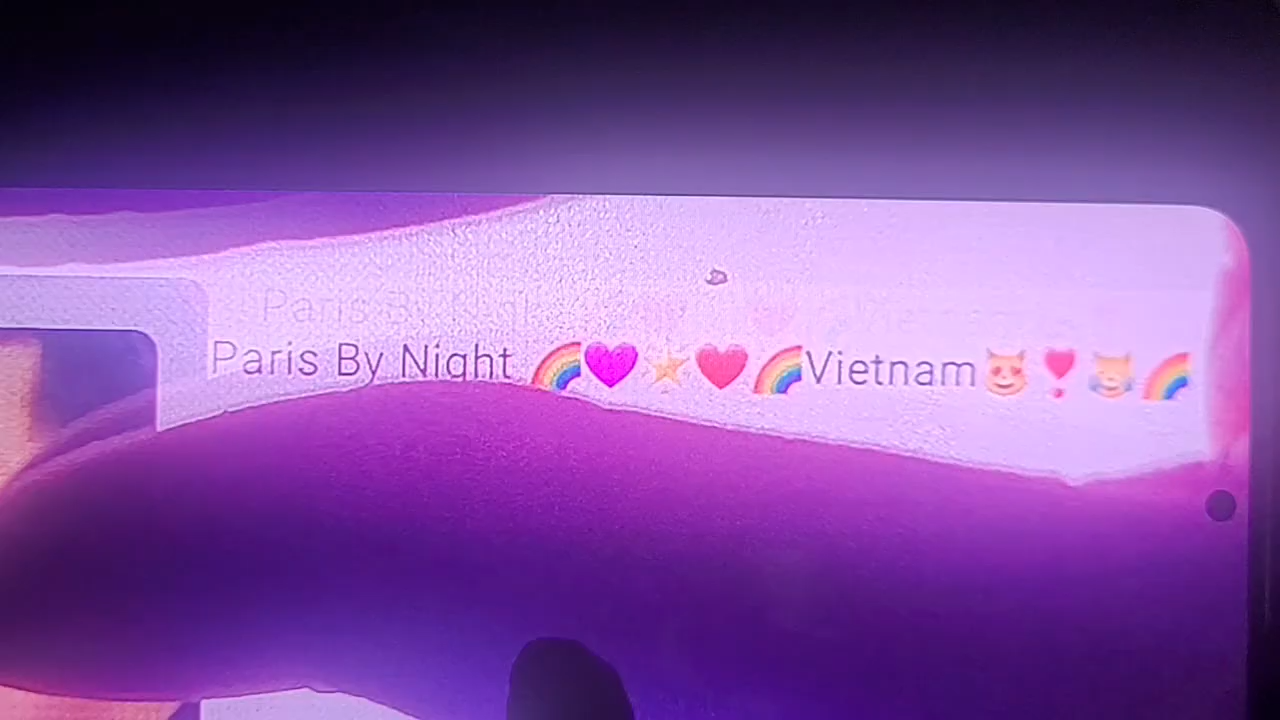 Paris By Night 🌈💜⭐❤️🌈Vietnam😻❣️😹🌈